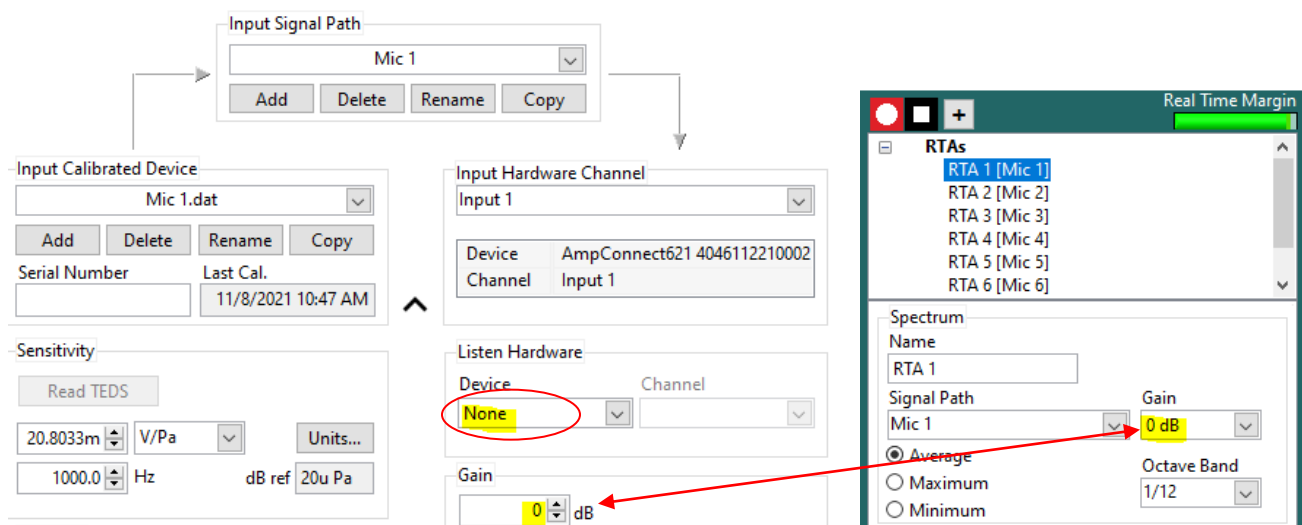 Input Signal Path
Mic 1
Add Delete Rename Copy
Input Calibrated Device
Mic 1.dat
Add Delete Rename Copy
Serial Number Last Cal.
11/8/2021 10:47 AM
Sensitivity
Read TEDS
20.8033m V/Pa Units...
1000.0 Hz dB ref 20u Pa
Input Hardware Channel
Input 1
Device AmpConnect621 4046112210002
Channel Input 1
Listen Hardware
Device Channel
None
Gain
0 dB
Real Time Margin
RTAs
RTA 1 [Mic 1]
RTA 2 [Mic 2]
RTA 3 [Mic 3]
RTA 4 [Mic 4]
RTA 5 [Mic 5]
RTA 6 [Mic 6]
Spectrum
Name
RTA 1
Signal Path Gain
Mic 1 0 dB
Average
Maximum
Minimum
Octave Band
1/12